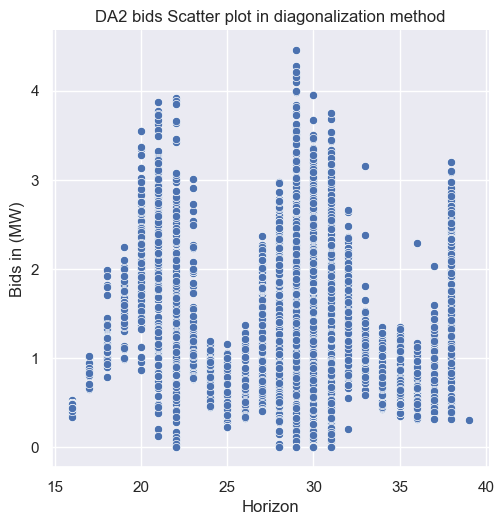 DA2 bids Scatter plot in diagonalization method
4
3
2
1
0
Bids in (MW)
15 20 25 30 35 40
Horizon